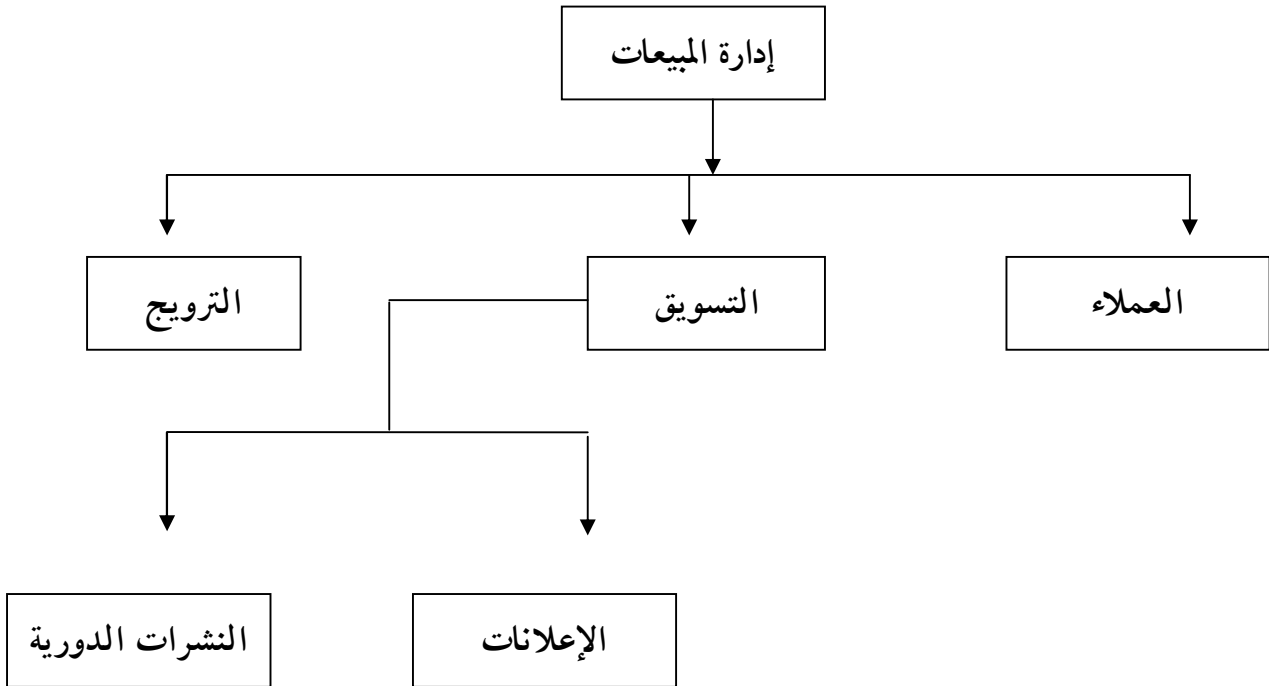 إدارة المبيعات
العملاء
التسويق
الترويج
الإعلانات
النشرات الدورية